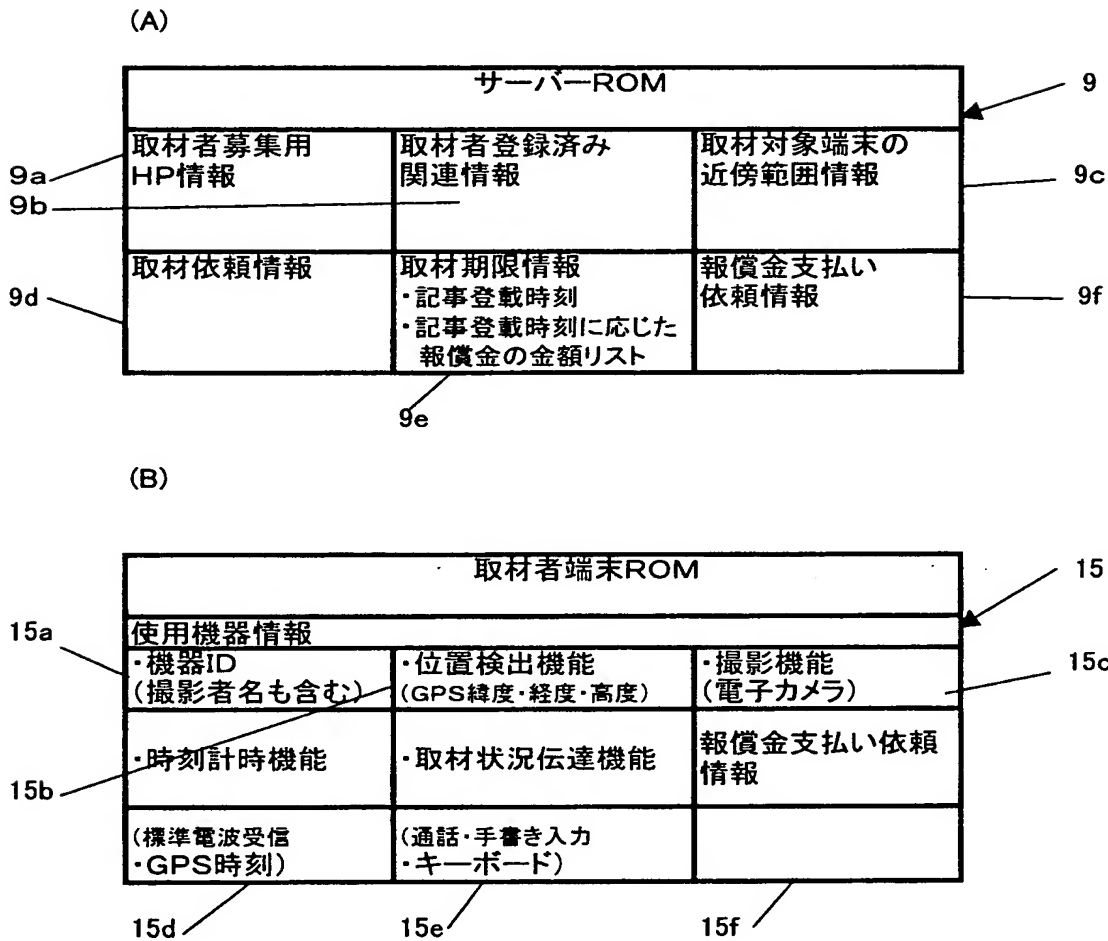 (A)
サーバーROM
9
取材者募集用
HP情報
取材者登録済み
関連情報
取材対象端末の
近傍範囲情報
9a
9b
9c
取材依頼情報
取材期限情報
・記事登載時刻
・記事登載時刻に応じた
報償金の金額リスト
報償金支払い
依頼情報
9d
9f
9e
(B)
取材者端末ROM
15
使用機器情報
15a
・機器ID
(撮影者名も含む)
・位置検出機能
(GPS緯度・経度・高度)
・撮影機能
(電子カメラ)
15c
・時刻計時機能
・取材状況伝達機能
報償金支払い依頼
情報
15b
(標準電波受信
・GPS時刻)
(通話・手書き入力
・キーボード)
15d
15e
15f